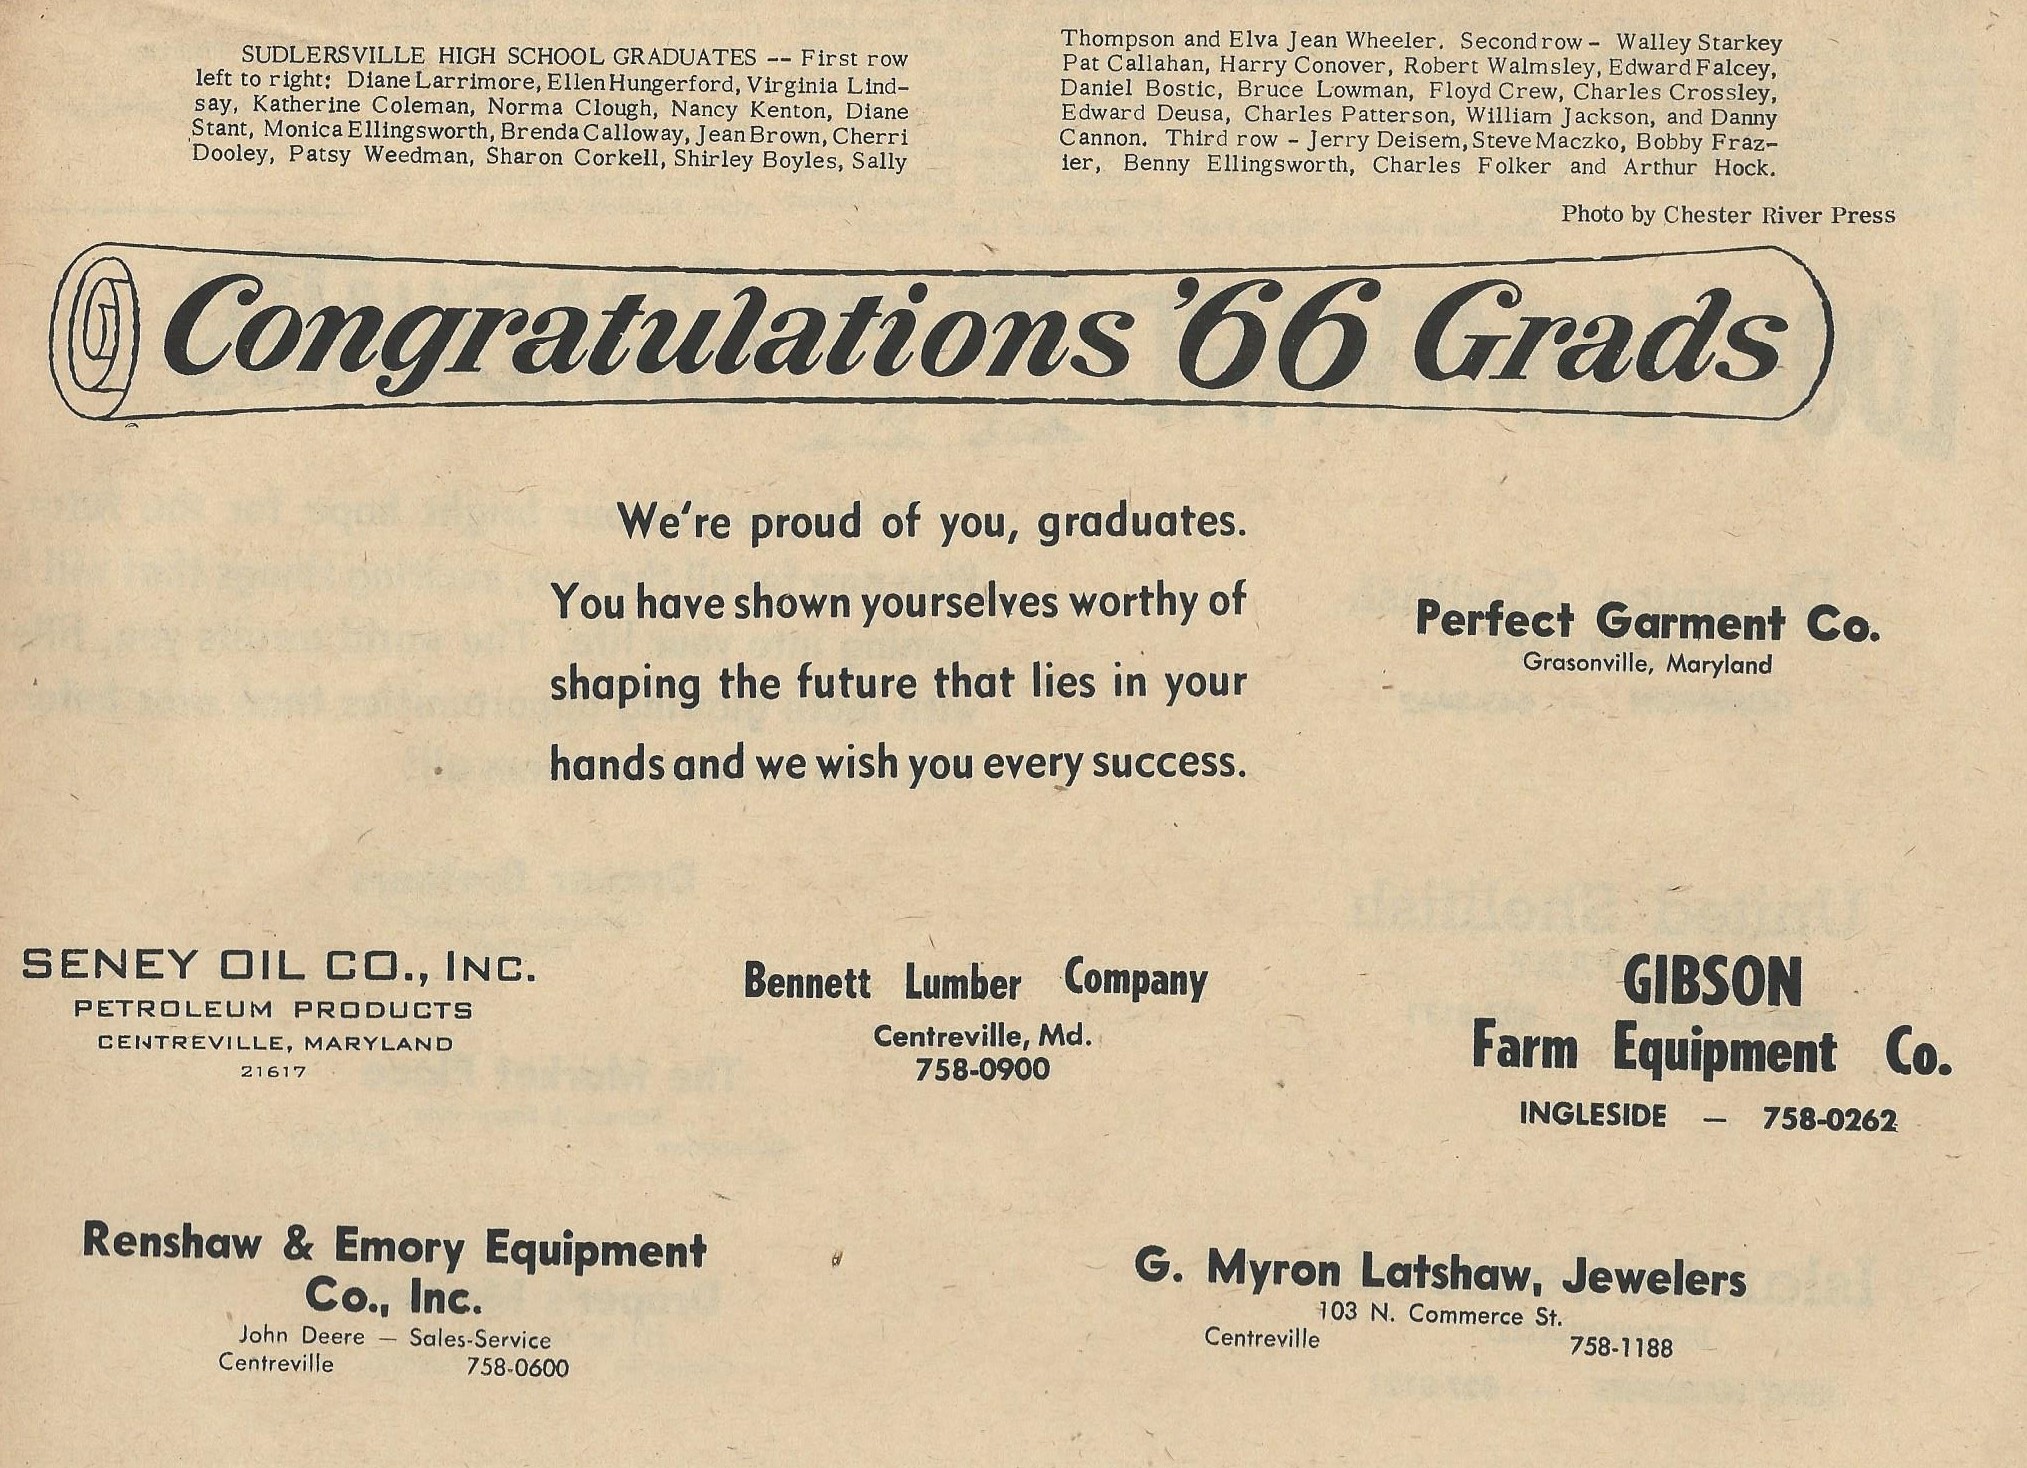 SUDLERSVILLE HIGH SCHOOL GRADUATES -- First row
left to right: Diane Larrimore, Ellen Hungerford, Virginia Lind-
say, Katherine Coleman, Norma Clough, Nancy Kenton, Diane
Stant, Monica Ellingsworth, Brenda Calloway, Jean Brown, Cherri
Dooley, Patsy Weedman, Sharon Corkell, Shirley Boyles, Sally
Thompson and Elva Jean Wheeler. Second row - Walley Starkey
Pat Callahan, Harry Conover, Robert Walmsley, Edward Falcey,
Daniel Bostic, Bruce Lowman, Floyd Crew, Charles Crossley,
Edward Deusa, Charles Patterson, William Jackson, and Danny
Cannon. Third row - Jerry Deisem, Steve Maczko, Bobby Fraz-
ier, Benny Ellingsworth, Charles Folker and Arthur Hock.
Photo by Chester River Press
Congratulations '66 Grads
We're proud of you, graduates.
You have shown yourselves worthy of
shaping the future that lies in your
hands and we wish you every success.
Perfect Garment Co.
Grasonville, Maryland
SENEY OIL CO., INC.
PETROLEUM PRODUCTS
CENTREVILLE, MARYLAND
21617
Bennett Lumber Company
Centreville, Md.
758-0900
GIBSON
Farm Equipment Co.
INGLESIDE — 758-0262
Renshaw & Emory Equipment
Co., Inc.
John Deere — Sales-Service
Centreville 758-0600
G. Myron Latshaw, Jewelers
103 N. Commerce St.
Centreville 758-1188